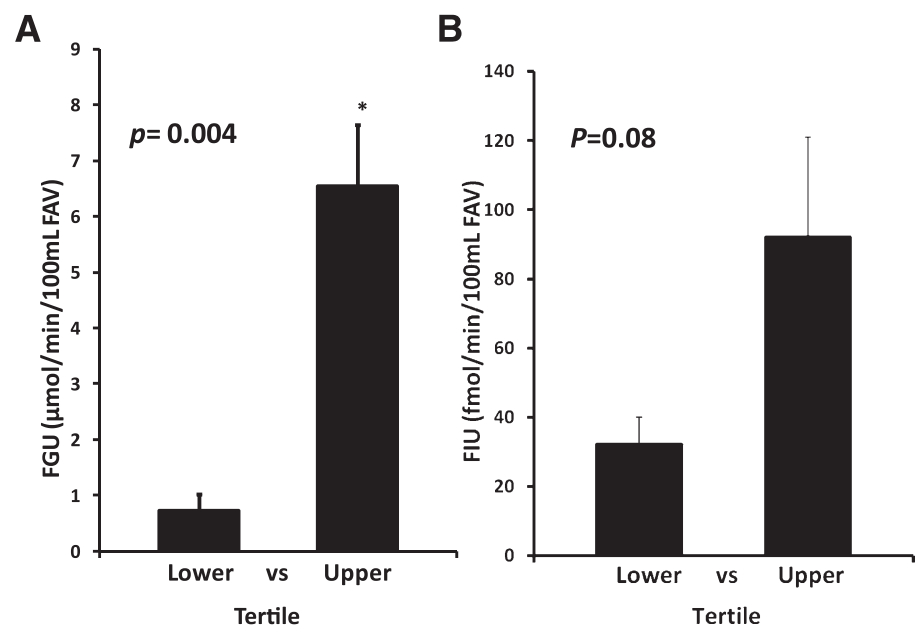 A
9
8
7
6
5
4
3
2
1
0
FGU (µmol/min/100mL FAV)
p= 0.004
*
Lower vs Upper
Tertile
B
140
120
100
80
60
40
20
0
FIU (fmol/min/100mL FAV)
P=0.08
Lower vs Upper
Tertile